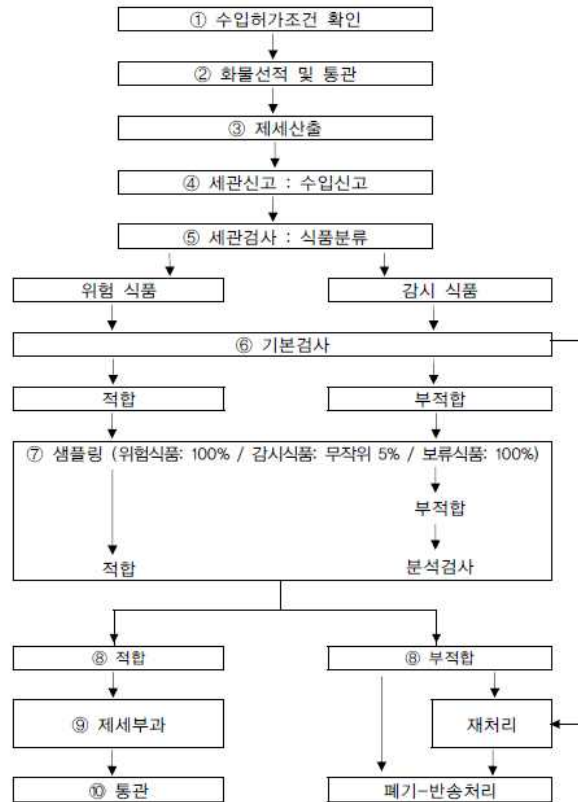 ① 수입허가조건 확인
② 화물선적 및 통관
③ 제세산출
④ 세관신고 : 수입신고
⑤ 세관검사 : 식품분류
위험 식품
감시 식품
⑥ 기본검사
적합
부적합
⑦ 샘플링 (위험식품: 100% / 감시식품: 무작위 5% / 보류식품: 100%)
부적합
적합
분석검사
⑧ 적합
⑧ 부적합
⑨ 제세부과
재처리
⑩ 통관
폐기-반송처리